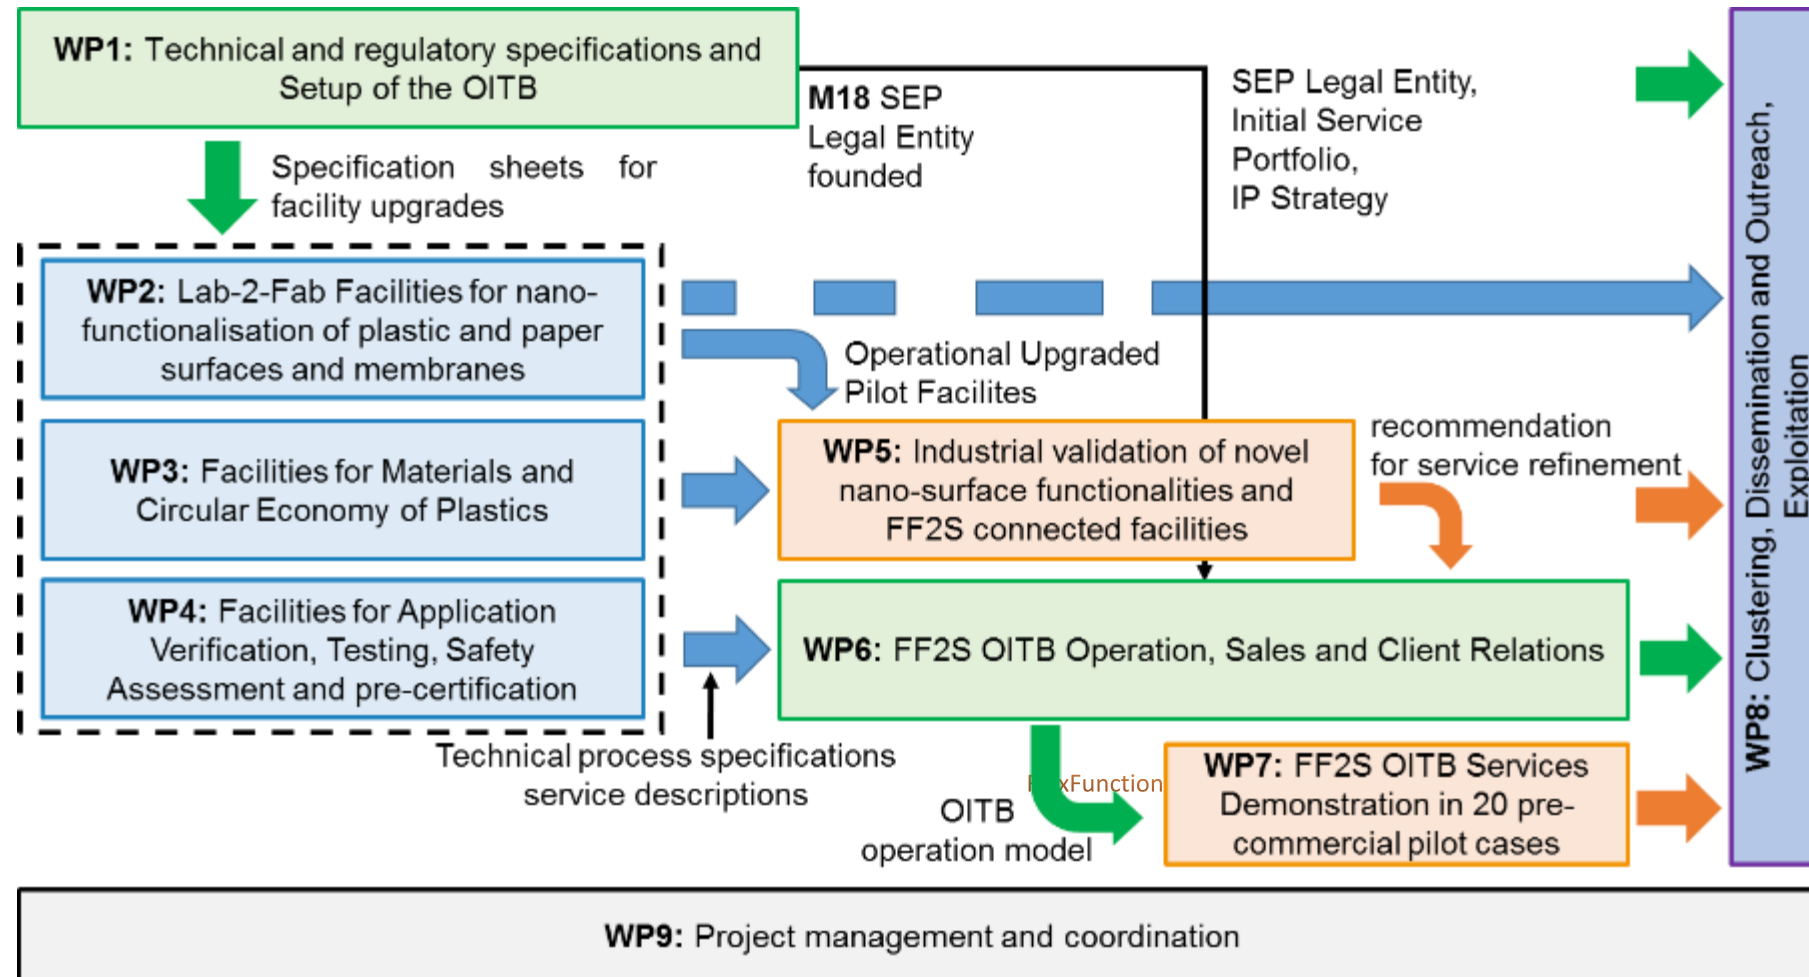 WP1: Technical and regulatory specifications and
Setup of the OITB
M18 SEP
Legal Entity
founded
SEP Legal Entity,
Initial Service
Portfolio,
IP Strategy
Specification sheets for
facility upgrades
WP2: Lab-2-Fab Facilities for nano-
functionalisation of plastic and paper
surfaces and membranes
Operational Upgraded
Pilot Facilites
WP3: Facilities for Materials and
Circular Economy of Plastics
WP5: Industrial validation of novel
nano-surface functionalities and
FF2S connected facilities
recommendation
for service refinement
WP4: Facilities for Application
Verification, Testing, Safety
Assessment and pre-certification
WP6: FF2S OITB Operation, Sales and Client Relations
Technical process specifications
service descriptions
OITB
operation model
WP7: FF2S OITB Services
Demonstration in 20 pre-
commercial pilot cases
WP8: Clustering, Dissemination and Outreach,
Exploitation
WP9: Project management and coordination